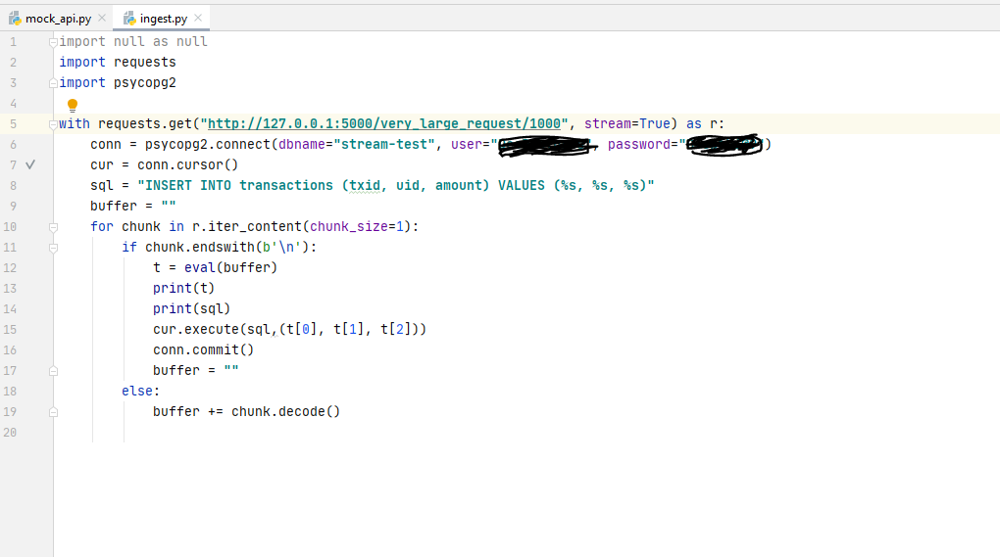 mock_api.py ingest.py
1 import null as null
2 import requests
3 import psycopg2
4
5 with requests.get("http://127.0.0.1:5000/very_large_request/1000", stream=True) as r:
6 conn = psycopg2.connect(dbname="stream-test", user=" , password=" ")
7 cur = conn.cursor()
8 sql = "INSERT INTO transactions (txid, uid, amount) VALUES (%s, %s, %s)"
9 buffer = ""
10 for chunk in r.iter_content(chunk_size=1):
11 if chunk.endswith(b'\n'):
12 t = eval(buffer)
13 print(t)
14 print(sql)
15 cur.execute(sql,(t[0], t[1], t[2]))
16 conn.commit()
17 buffer = ""
18 else:
19 buffer += chunk.decode()
20